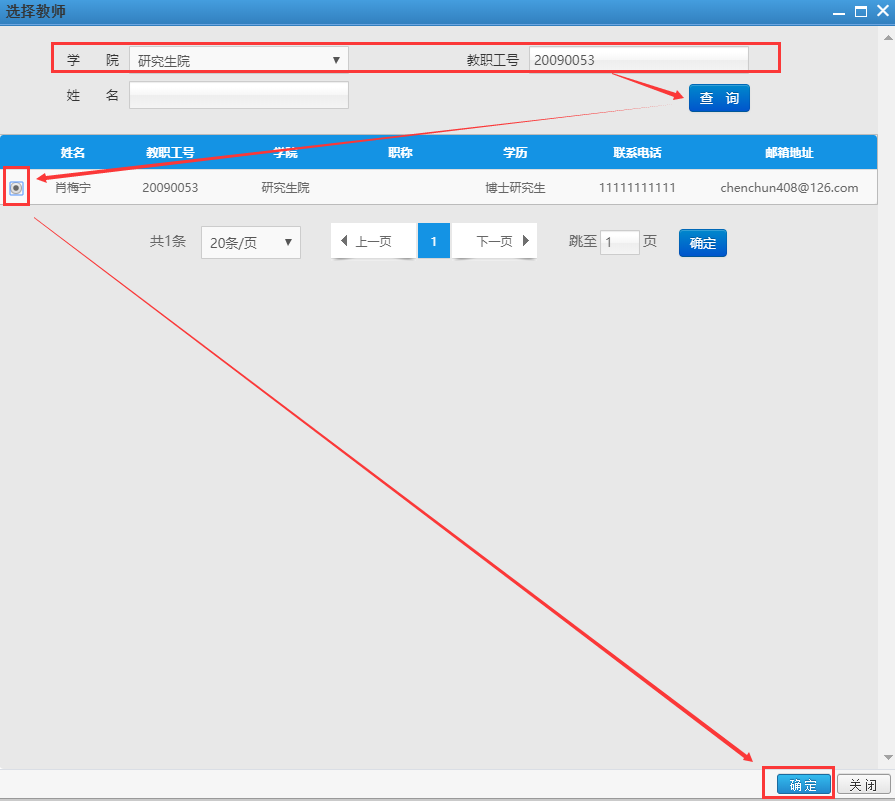 选择教师
学 院 研究生院 教职工号 20090053
姓 名 查 询
姓名 教职工号 学院 职称 学历 联系电话 邮箱地址
肖梅宁 20090053 研究生院 博士研究生 11111111111 chenchun408@126.com
共1条 20条/页 上一页 1 下一页 跳至 1 页 确定
确定 关闭